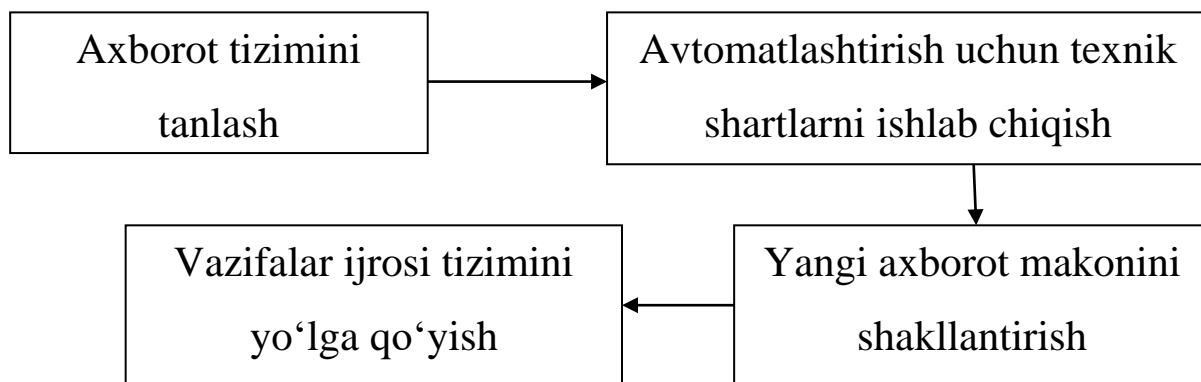 Axborot tizimini
tanlash
Avtomatlashtirish uchun texnik
shartlarni ishlab chiqish
Yangi axborot makonini
shakllantirish
Vazifalar ijrosi tizimini
yo‘lga qo‘yish